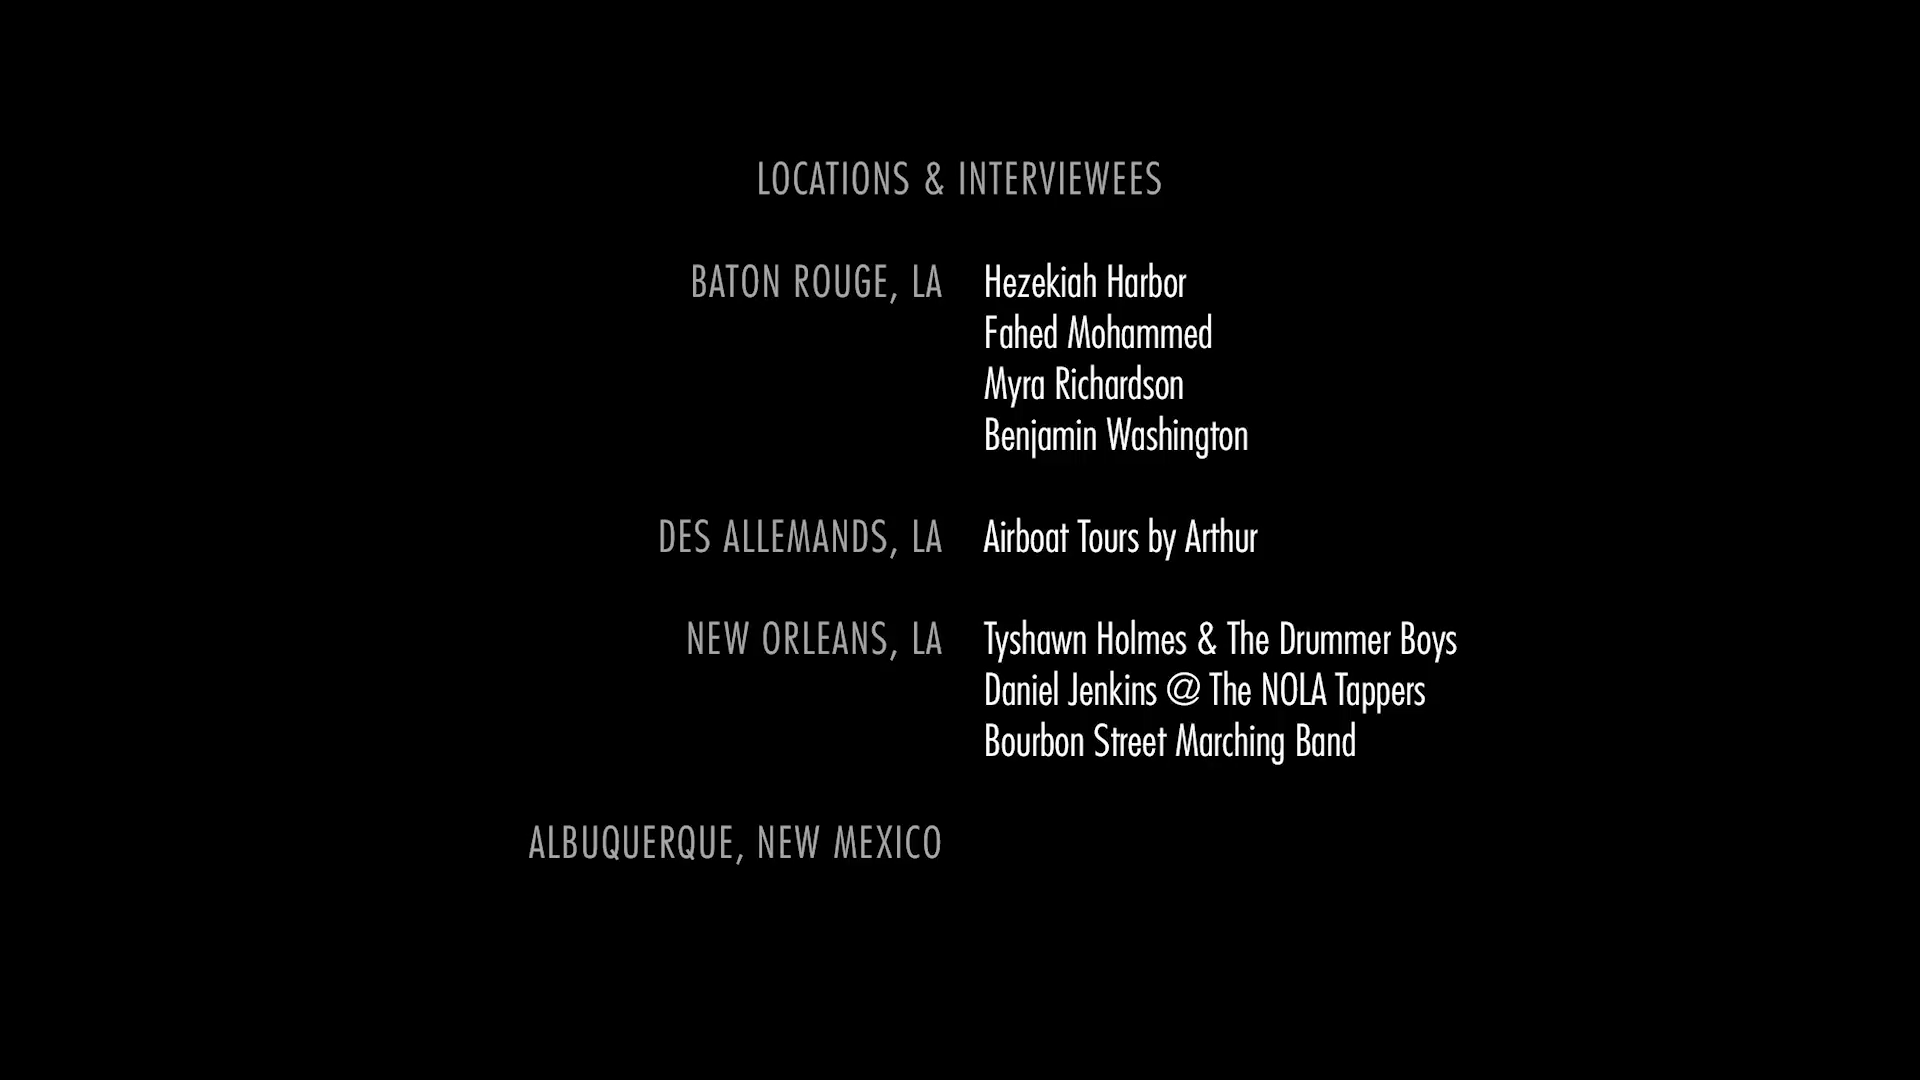 LOCATIONS & INTERVIEWEES
BATON ROUGE, LA Hezekiah Harbor
Fahed Mohammed
Myra Richardson
Benjamin Washington
DES ALLEMANDS, LA Airboat Tours by Arthur
NEW ORLEANS, LA Tyshawn Holmes & The Drummer Boys
Daniel Jenkins @ The NOLA Tappers
Bourbon Street Marching Band
ALBUQUERQUE, NEW MEXICO